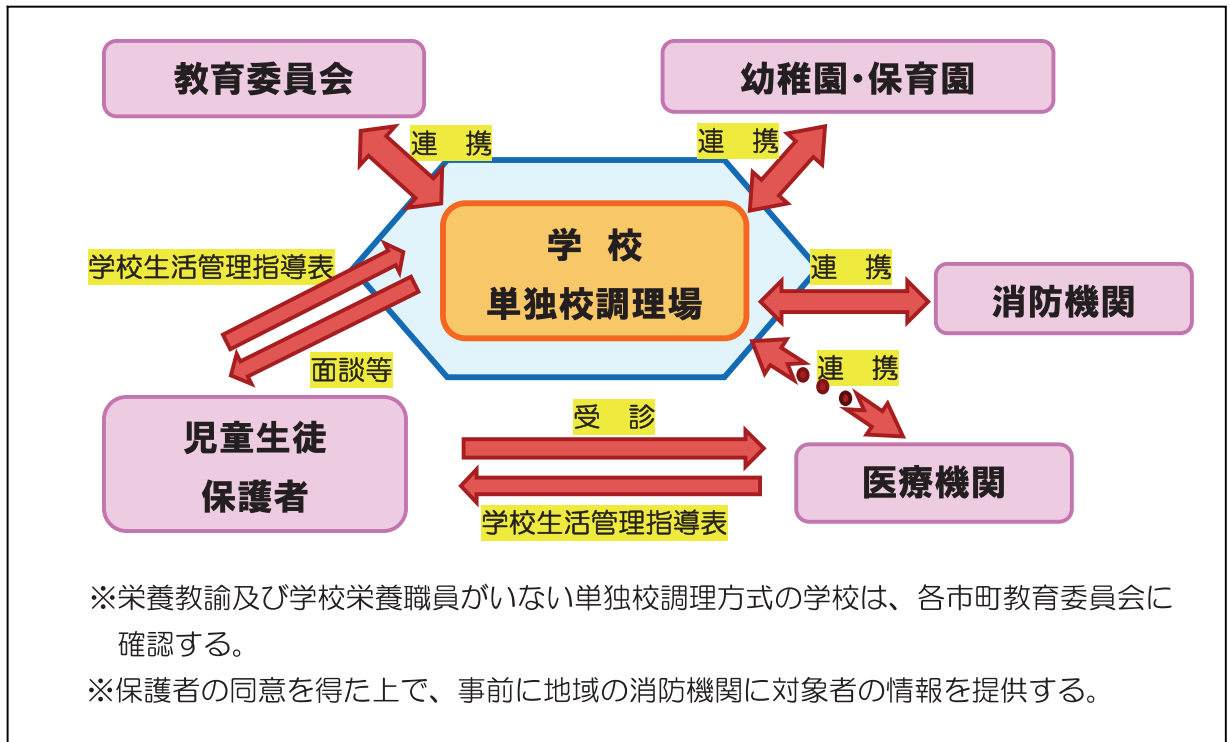 教育委員会
幼稚園・保育園
連　携
連　携
学　校
単独校調理場
学校生活管理指導表
連　携
消防機関
面談等
連　携
児童生徒
保護者
受　診
医療機関
学校生活管理指導表
※栄養教諭及び学校栄養職員がいない単独校調理方式の学校は、各市町教育委員会に
確認する。
※保護者の同意を得た上で、事前に地域の消防機関に対象者の情報を提供する。